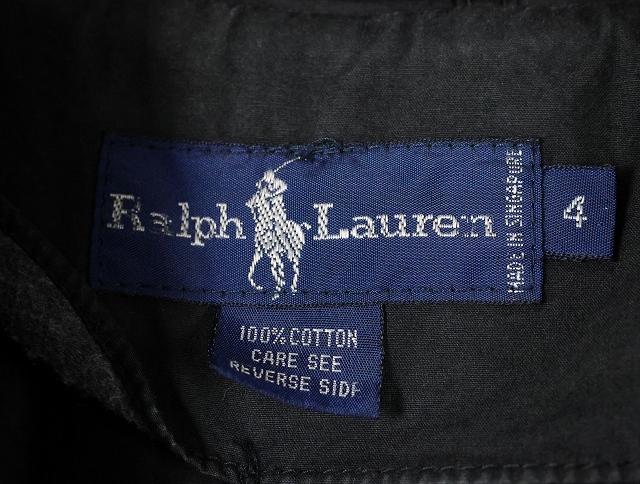 Ralph Lauren
MADE IN SINGAPORE
4
100% COTTON
CARE SEE
REVERSE SIDE